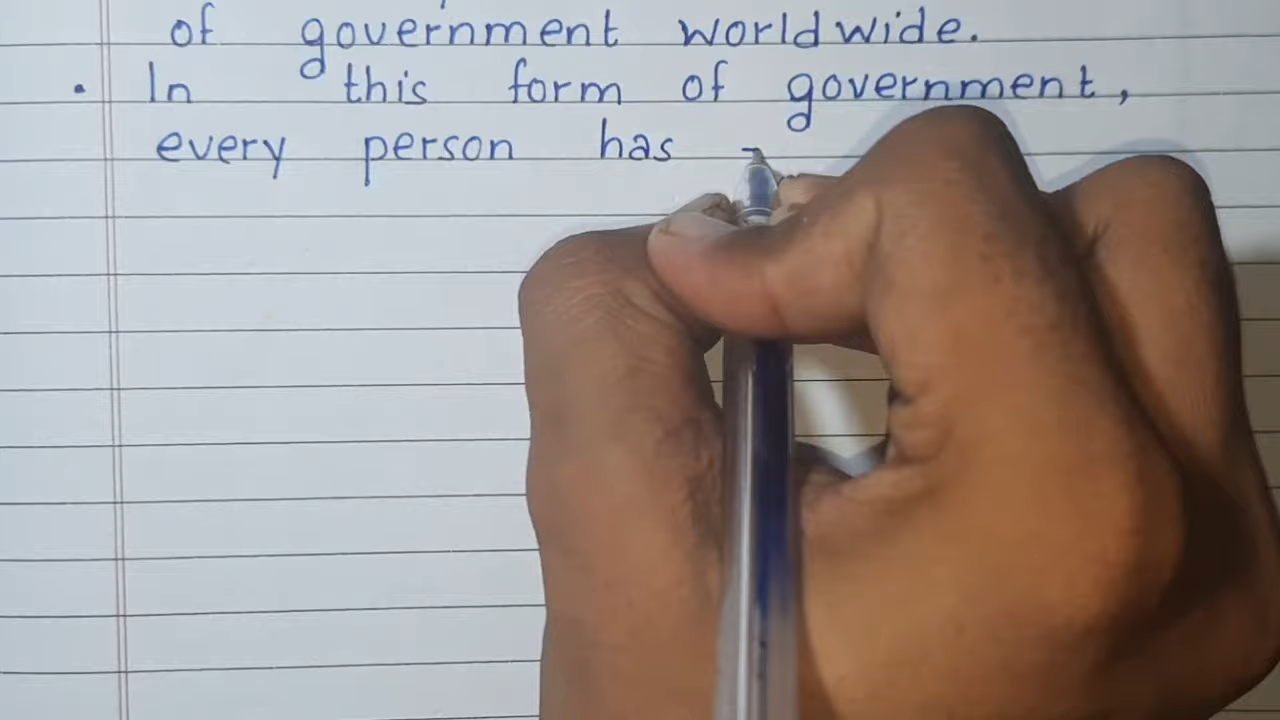 of government worldwide.
• In this form of government,
every person has